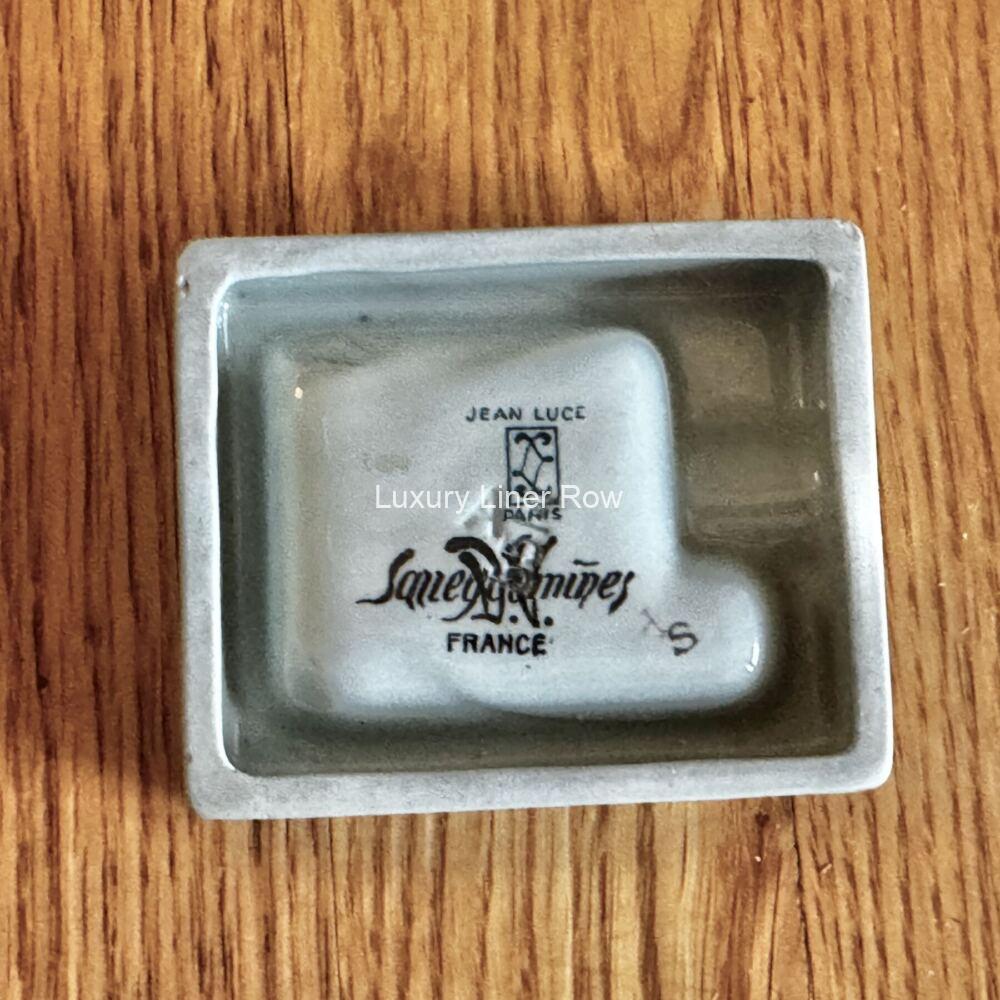 JEAN LUCE
PARIS
Luxury Liner Row
Sarreguemines
D.V.
FRANCE
S